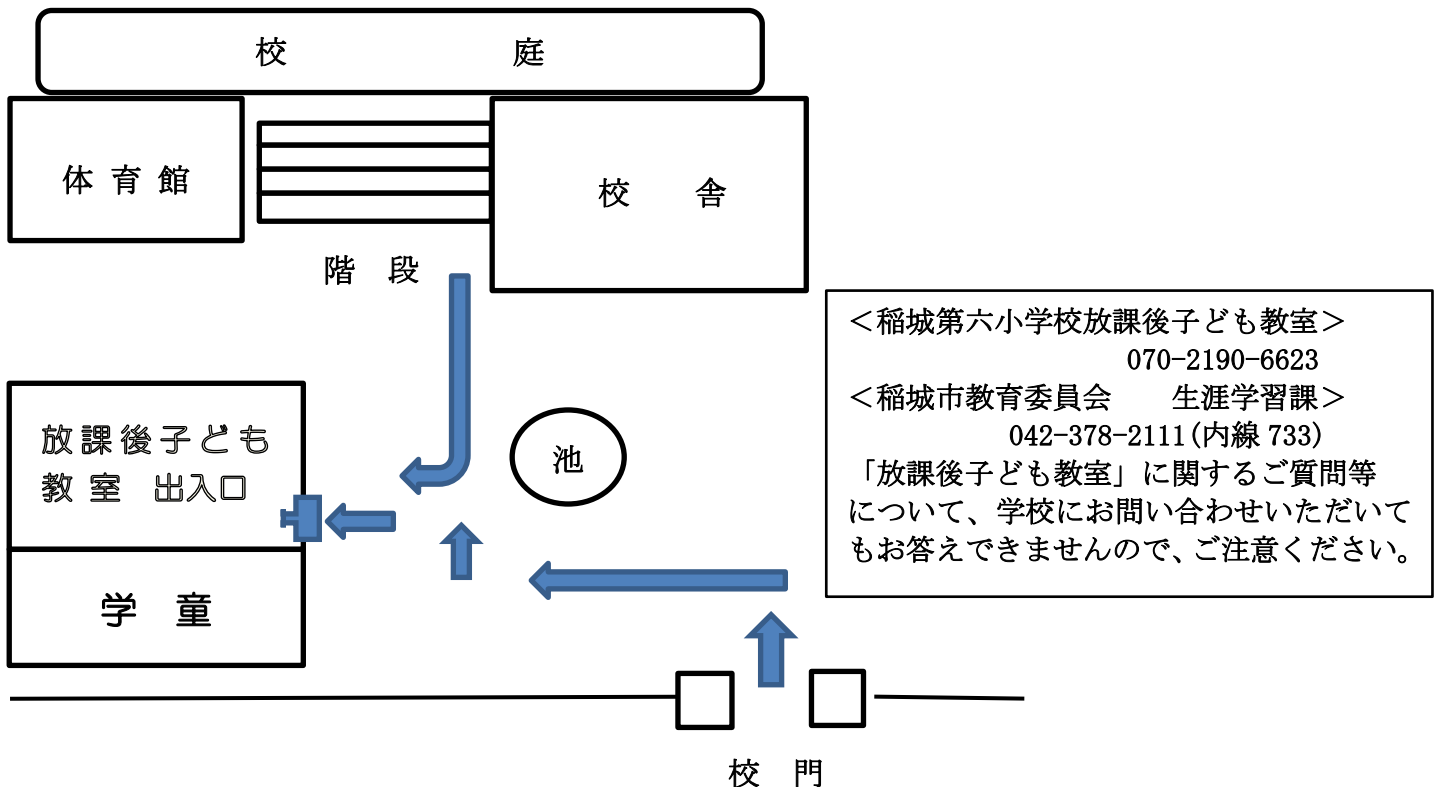 校　庭
体育館
校　舎
階　段
＜稲城第六小学校放課後子ども教室＞
070-2190-6623
＜稲城市教育委員会　　生涯学習課＞
042-378-2111(内線 733)
「放課後子ども教室」に関するご質問等
について、学校にお問い合わせいただいて
もお答えできませんので、ご注意ください。
放課後子ども
教室　出入口
池
学　童
校　門